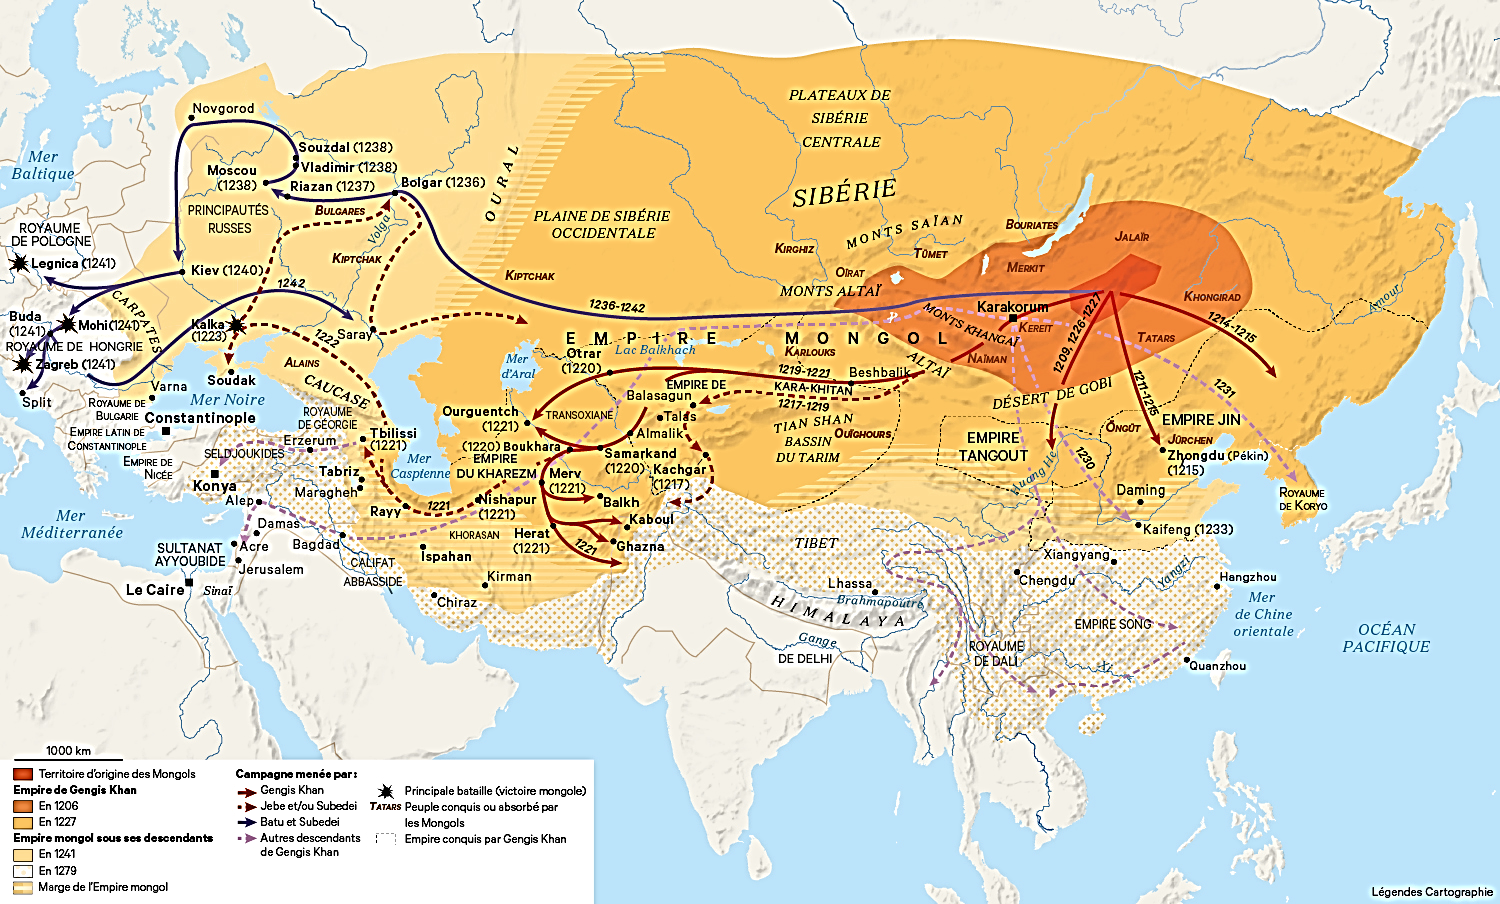 PLATEAUX DE
SIBÉRIE
CENTRALE
Novgorod
Souzdal (1238)
Vladimir (1238)
Moscou
(1238)
Riazan (1237)
Bolgar (1236)
Mer
Baltique
OURAL
SIBÉRIE
PRINCIPAUTÉS
RUSSES
BULGARES
Volga
PLAINE DE SIBÉRIE
OCCIDENTALE
MONTS SAÏAN
BOURIATES
JALAÏR
ROYAUME
DE POLOGNE
Legnica (1241)
Kiev (1240)
KIPTCHAK
KIPTCHAK
KIRGHIZ
TÜMET
OÏRAT
MERKIT
MONTS ALTAÏ
KHONGIRAD
Amour
1242
1236-1242
CARPATES
Buda
(1241)
Mohi (1241)
ROYAUME DE HONGRIE
Zagreb (1241)
Split
Kalka
(1223)
1222
Saray
Karakorum
MONTS KHANGAÏ
KEREIT
NAÏMAN
1209, 1226-1227
TATARS
1214-1215
EMPIRE MONGOL
Lac Balkhach
KARLOUKS
Mer
d'Aral
Otrar
(1220)
ALAINS
CAUCASE
Soudak
Mer Noire
Varna
ROYAUME DE
BULGARIE
Constantinople
EMPIRE LATIN DE
CONSTANTINOPLE
EMPIRE DE
NICÉE
ROYAUME
DE GÉORGIE
Erzerum
SELDJOUKIDES
Konya
Tbilissi
(1221)
Tabriz
Maragheh
Mer
Caspienne
Ourguentch
(1221)
TRANSOXIANE
(1220) Boukhara
EMPIRE
DU KHAREZM
EMPIRE DE
KARA-KHITAN
Balasagun
Talas
Almalik
Samarkand
(1220)
Kachgar
(1217)
1219-1221
1217-1219
Beshbalik
ALTAÏ
TIAN SHAN
BASSIN
DU TARIM
OUÏGHOURS
DÉSERT DE GOBI
1211-1215
1231
EMPIRE
TANGOUT
ÖNGÜT
EMPIRE JIN
JÜRCHEN
Zhongdu (Pékin)
(1215)
1230
Huang He
Daming
Kaifeng (1233)
ROYAUME
DE KORYO
Merv
(1221)
Nishapur
(1221)
Balkh
Kaboul
Ghazna
Herat
(1221)
1221
1221
KHORASAN
Rayy
Alep
Damas
Bagdad
Acre
Jerusalem
SULTANAT
AYYOUBIDE
Le Caire
Sinaï
Mer
Méditerranée
CALIFAT
ABBASSIDE
Ispahan
Kirman
Chiraz
TIBET
Lhassa
Brahmapoutre
HIMALAYA
Gange
DE DELHI
Xiangyang
Chengdu
Yangzi
Hangzhou
EMPIRE SONG
ROYAUME
DE DALI
Quanzhou
Mer
de Chine
orientale
OCÉAN
PACIFIQUE
1000 km
Territoire d'origine des Mongols
Empire de Gengis Khan
En 1206
En 1227
Empire mongol sous ses descendants
En 1241
En 1279
Marge de l'Empire mongol
Campagne menée par :
Gengis Khan
Jebe et/ou Subedei
Batu et Subedei
Autres descendants
de Gengis Khan
Principale bataille (victoire mongole)
TATARS Peuple conquis ou absorbé par
les Mongols
Empire conquis par Gengis Khan
Légendes Cartographie